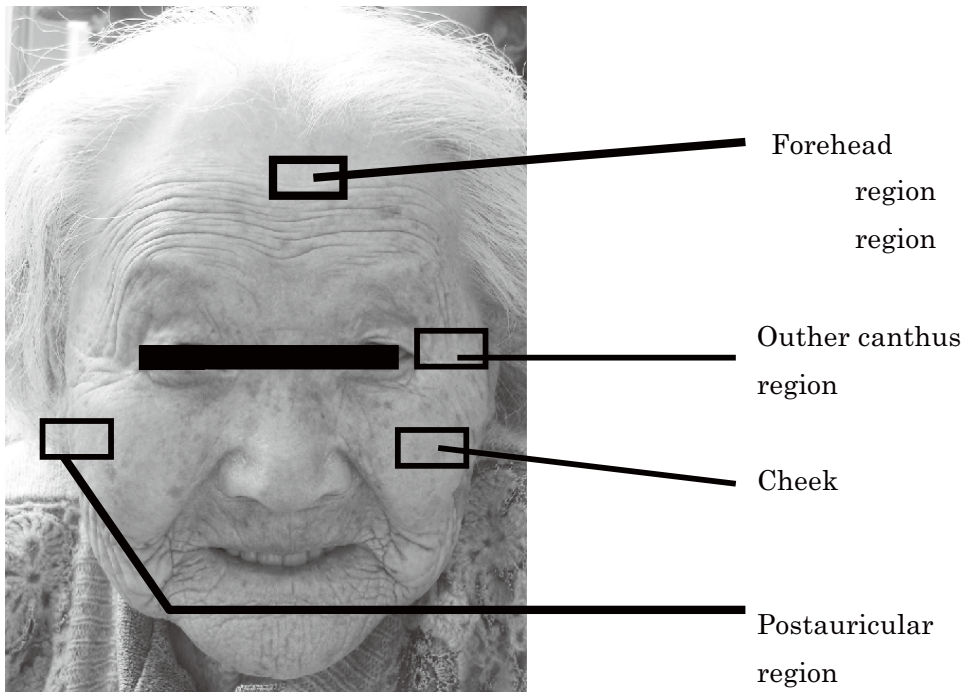 Forehead
region
region
Outher canthus
region
Cheek
Postauricular
region